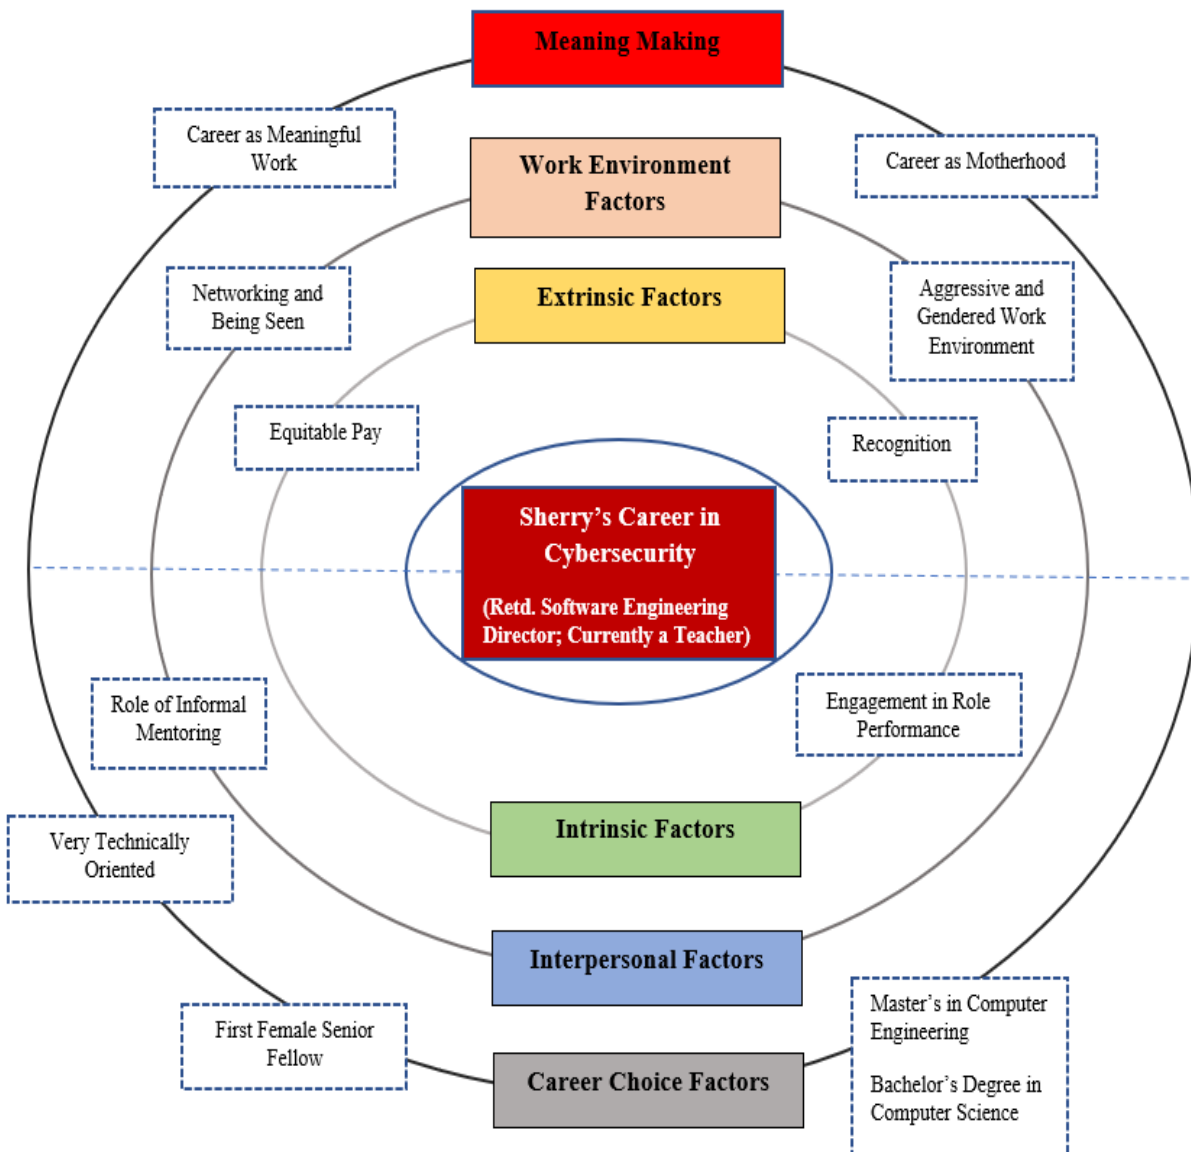 Meaning Making
Career as Meaningful
Work
Career as Motherhood
Work Environment
Factors
Networking and
Being Seen
Extrinsic Factors
Aggressive and
Gendered Work
Environment
Equitable Pay
Recognition
Sherry’s Career in
Cybersecurity
(Retd. Software Engineering
Director; Currently a Teacher)
Role of Informal
Mentoring
Engagement in Role
Performance
Very Technically
Oriented
Intrinsic Factors
Interpersonal Factors
First Female Senior
Fellow
Career Choice Factors
Master’s in Computer
Engineering
Bachelor’s Degree in
Computer Science